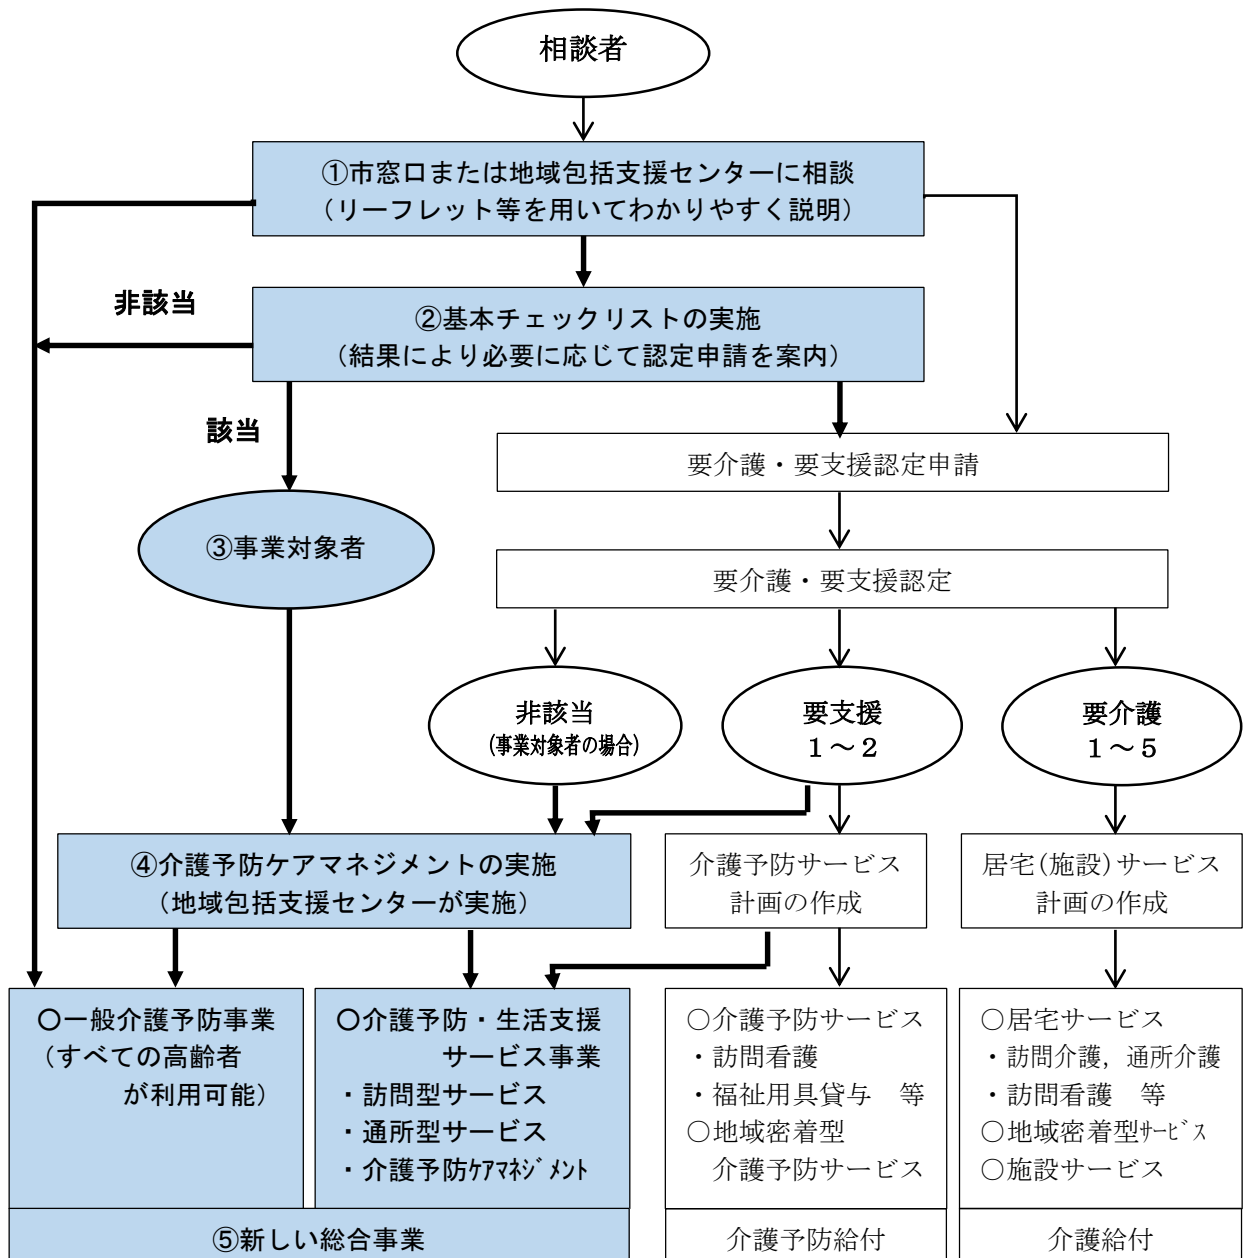 相談者
①市窓口または地域包括支援センターに相談
（リーフレット等を用いてわかりやすく説明）
非該当
②基本チェックリストの実施
（結果により必要に応じて認定申請を案内）
該当
要介護・要支援認定申請
③事業対象者
要介護・要支援認定
非該当
(事業対象者の場合)
要支援
１～２
要介護
１～５
④介護予防ケアマネジメントの実施
（地域包括支援センターが実施）
介護予防サービス
計画の作成
居宅(施設)サービス
計画の作成
〇一般介護予防事業
（すべての高齢者
が利用可能）
〇介護予防・生活支援
サービス事業
・訪問型サービス
・通所型サービス
・介護予防ｹｱﾏﾈｼﾞﾒﾝﾄ
〇介護予防サービス
・訪問看護
・福祉用具貸与　等
〇地域密着型
介護予防サービス
〇居宅サービス
・訪問介護，通所介護
・訪問看護　等
〇地域密着型ｻｰﾋﾞｽ
〇施設サービス
⑤新しい総合事業
介護予防給付
介護給付